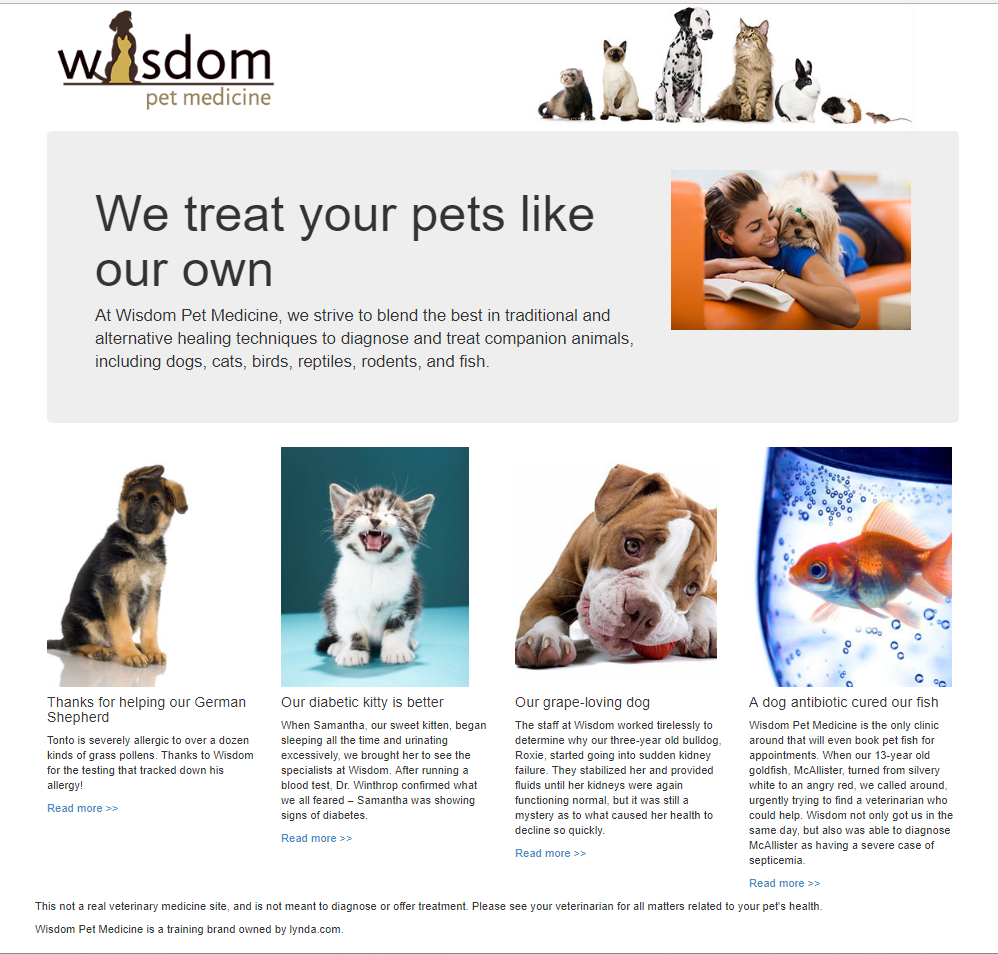 wisdom
pet medicine
We treat your pets like
our own
At Wisdom Pet Medicine, we strive to blend the best in traditional and
alternative healing techniques to diagnose and treat companion animals,
including dogs, cats, birds, reptiles, rodents, and fish.
Thanks for helping our German
Shepherd
Tonto is severely allergic to over a dozen
kinds of grass pollens. Thanks to Wisdom
for the testing that tracked down his
allergy!
Read more >>
Our diabetic kitty is better
When Samantha, our sweet kitten, began
sleeping all the time and urinating
excessively, we brought her to see the
specialists at Wisdom. After running a
blood test, Dr. Winthrop confirmed what
we all feared – Samantha was showing
signs of diabetes.
Read more >>
Our grape-loving dog
The staff at Wisdom worked tirelessly to
determine why our three-year old bulldog,
Roxie, started going into sudden kidney
failure. They stabilized her and provided
fluids until her kidneys were again
functioning normal, but it was still a
mystery as to what caused her health to
decline so quickly.
Read more >>
A dog antibiotic cured our fish
Wisdom Pet Medicine is the only clinic
around that will even book pet fish for
appointments. When our 13-year old
goldfish, McAllister, turned from silvery
white to an angry red, we called around,
urgently trying to find a veterinarian who
could help. Wisdom not only got us in the
same day, but also was able to diagnose
McAllister as having a severe case of
septicemia.
Read more >>
This not a real veterinary medicine site, and is not meant to diagnose or offer treatment. Please see your veterinarian for all matters related to your pet's health.
Wisdom Pet Medicine is a training brand owned by lynda.com.